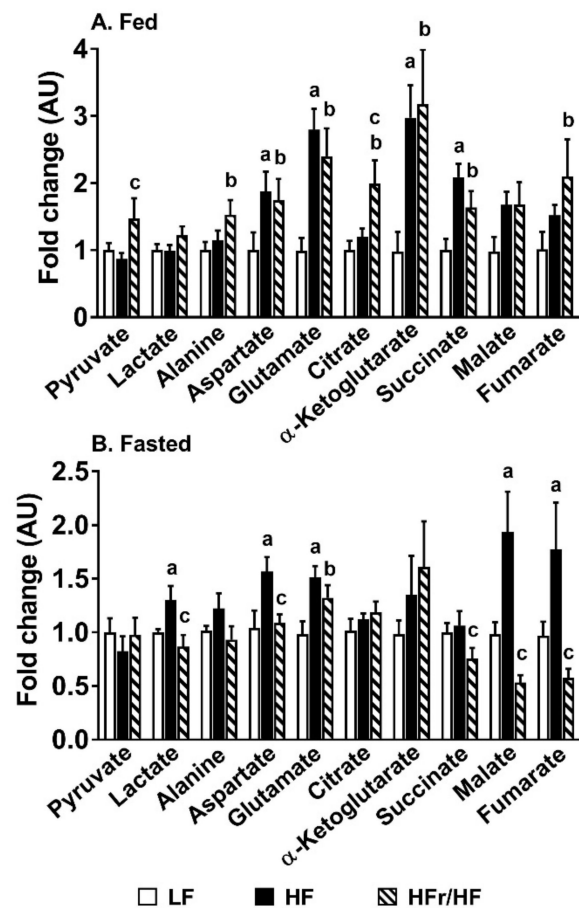 A. Fed
Fold change (AU)
4
3
2
1
0
c
b
a
b
a
b
c
b
a
b
a
b
b
Pyruvate
Lactate
Alanine
Aspartate
Glutamate
Citrate
α-Ketoglutarate
Succinate
Malate
Fumarate
B. Fasted
Fold change (AU)
2.5
2.0
1.5
1.0
0.5
0.0
a
c
a
c
a
b
c
a
c
a
c
Pyruvate
Lactate
Alanine
Aspartate
Glutamate
Citrate
α-Ketoglutarate
Succinate
Malate
Fumarate
LF
HF
HFr/HF